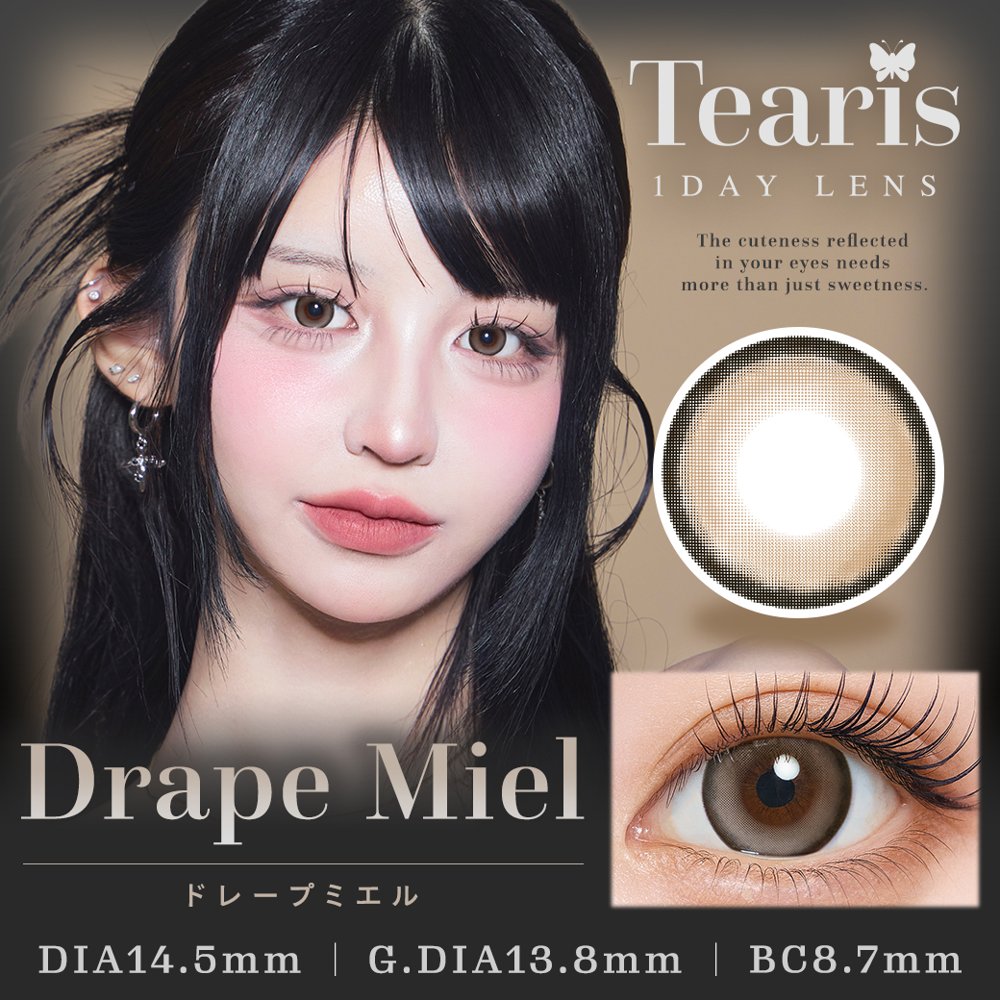 Tearis
1DAY LENS
The cuteness reflected
in your eyes needs
more than just sweetness.
Drape Miel
ドレープミエル
DIA14.5mm | G.DIA13.8mm | BC8.7mm